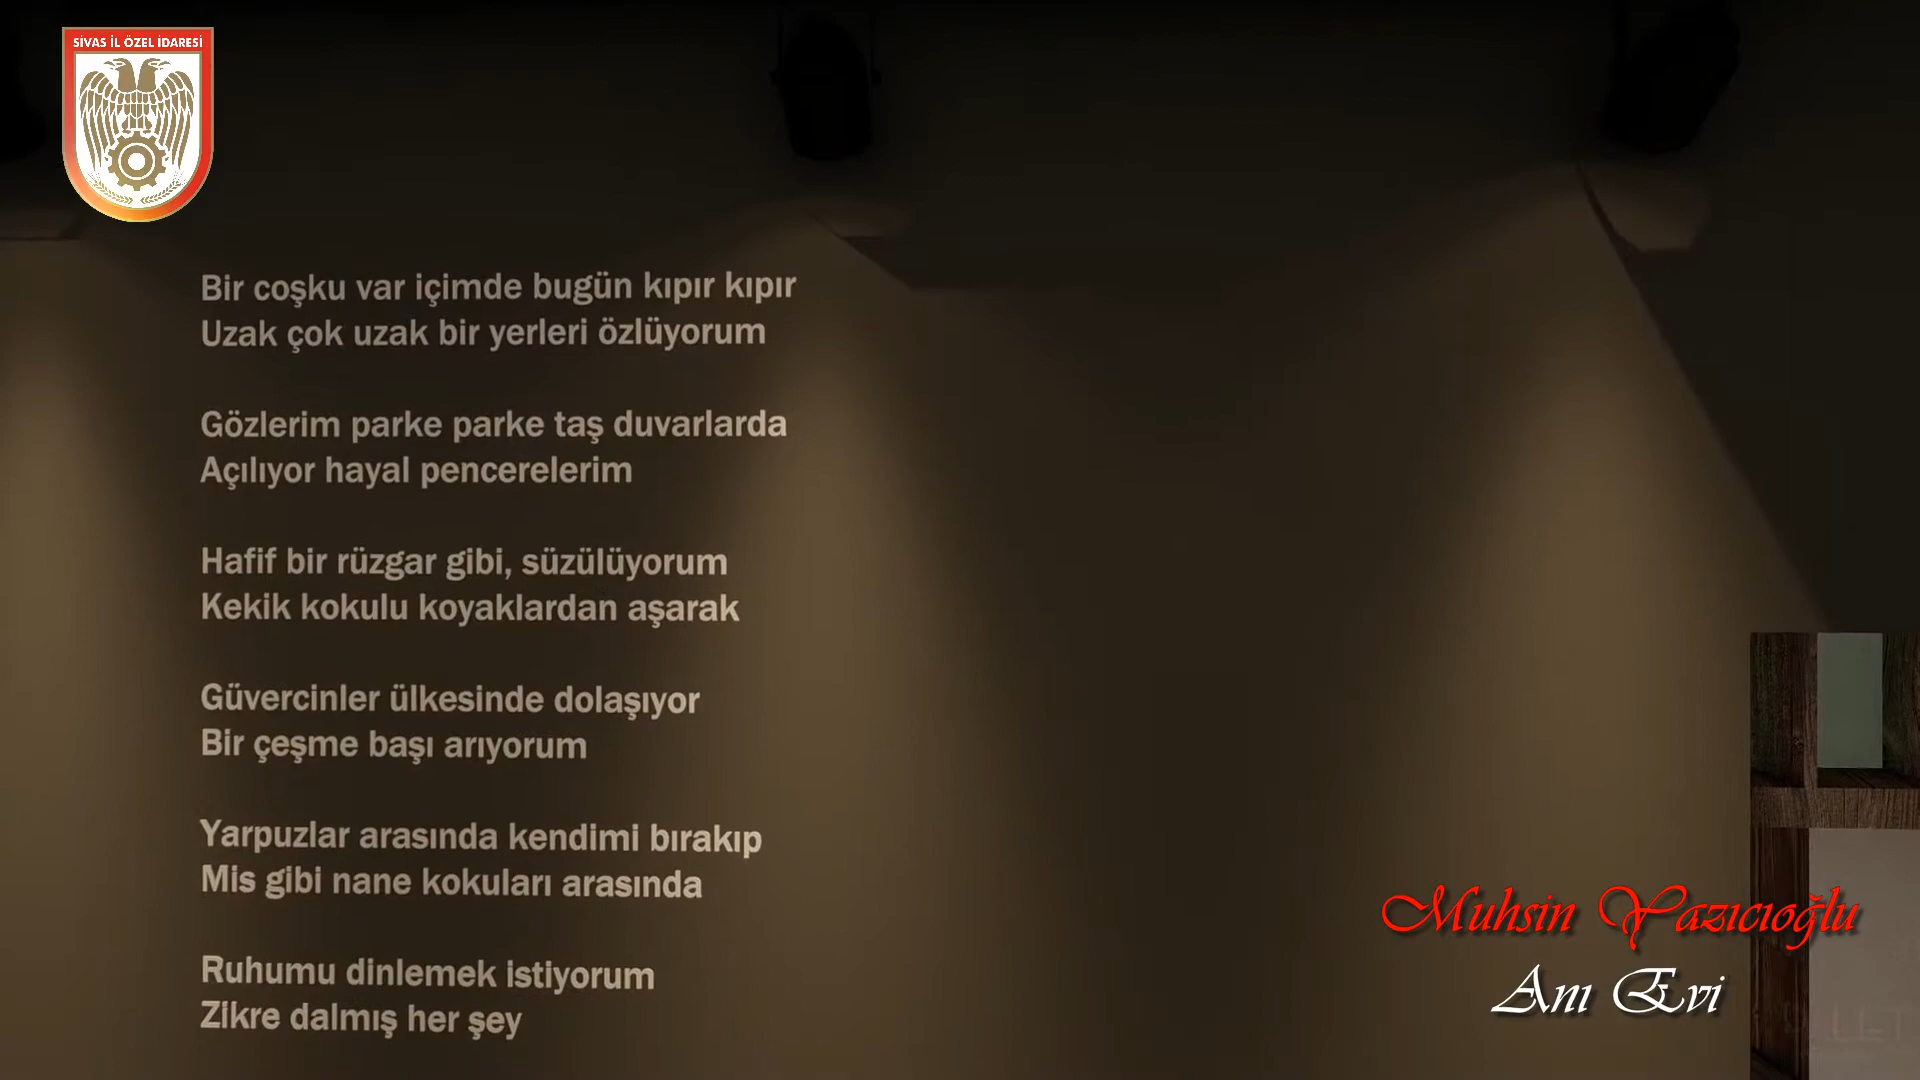 SİVAS İL ÖZEL İDARESİ
Bir coşku var içimde bugün kıpır kıpır
Uzak çok uzak bir yerleri özlüyorum
Gözlerim parke parke taş duvarlarda
Açılıyor hayal pencerelerim
Hafif bir rüzgar gibi, süzülüyorum
Kekik kokulu koyaklardan aşarak
Güvercinler ülkesinde dolaşıyor
Bir çeşme başı arıyorum
Yarpuzlar arasında kendimi bırakıp
Mis gibi nane kokuları arasında
Ruhumu dinlemek istiyorum
Zikre dalmış her şey
Muhsin Yazıcıoğlu
Anı Evi